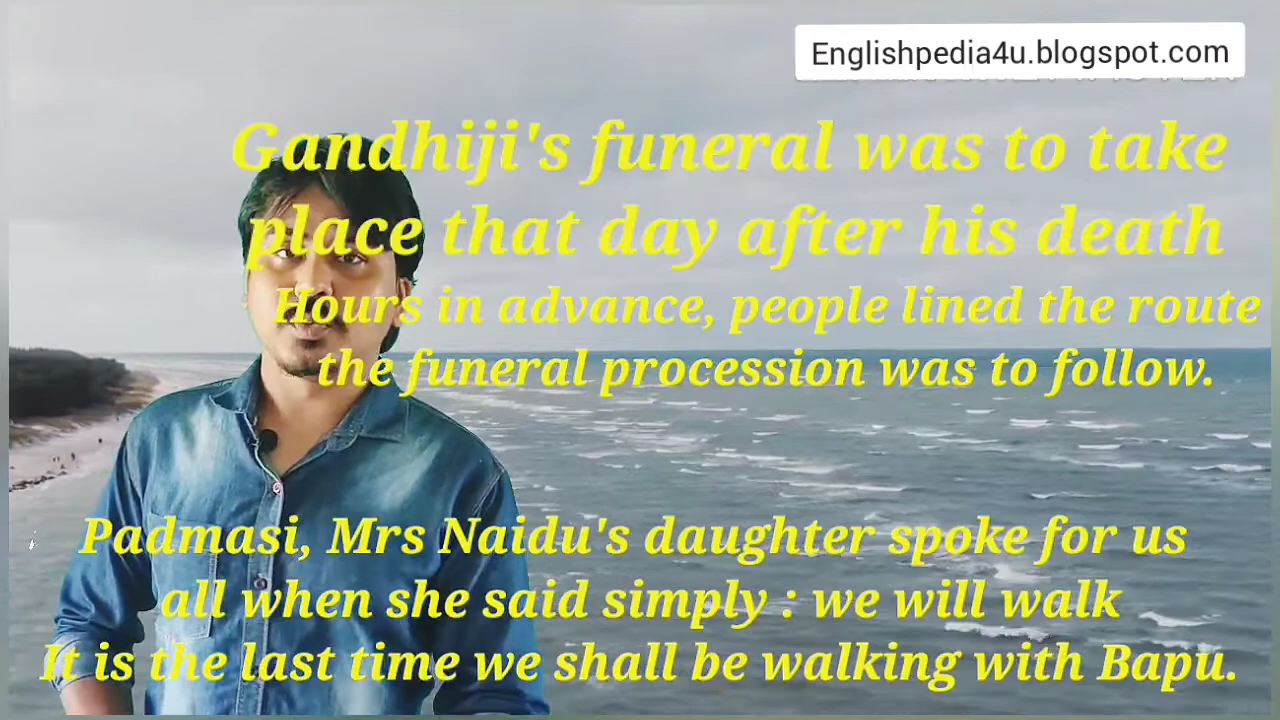 Englishpedia4u.blogspot.com
Gandhiji's funeral was to take
place that day after his death
Hours in advance, people lined the route
the funeral procession was to follow.
Padmasi, Mrs Naidu's daughter spoke for us
all when she said simply : we will walk
It is the last time we shall be walking with Bapu.